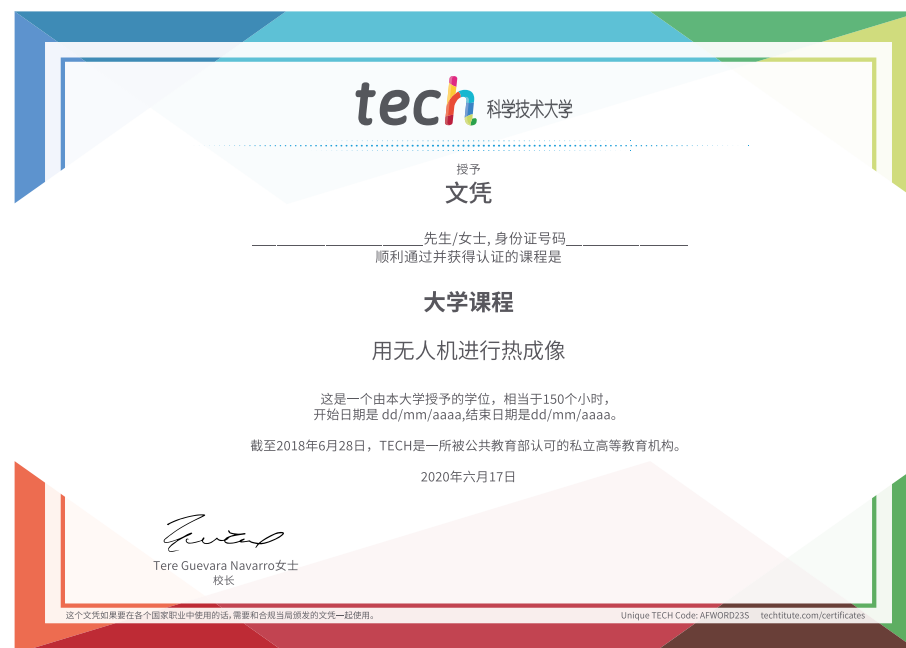 tech 科学技术大学
授予
文凭
______________________先生/女士, 身份证号码________________
顺利通过并获得认证的课程是
大学课程
用无人机进行热成像
这是一个由本大学授予的学位，相当于150个小时，
开始日期是 dd/mm/aaaa,结束日期是dd/mm/aaaa。
截至2018年6月28日，TECH是一所被公共教育部认可的私立高等教育机构。
2020年六月17日
Tere Guevara Navarro女士
校长
这个文凭如果要在各个国家职业中使用的话,需要和合规当局颁发的文凭一起使用。
Unique TECH Code: AFWORD23S techtitute.com/certificates